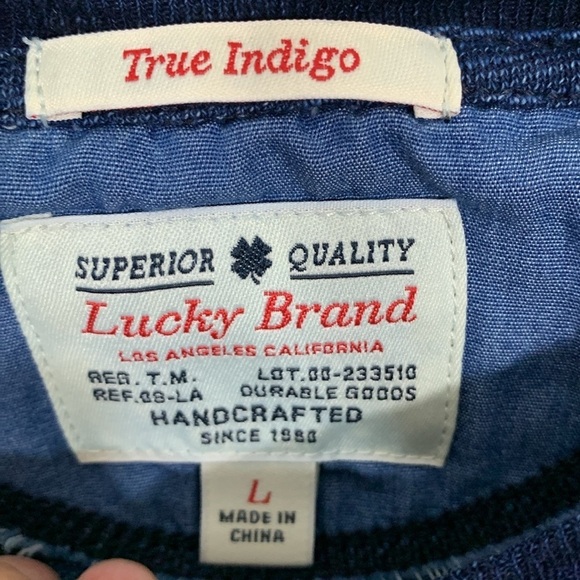 True Indigo
SUPERIOR QUALITY
Lucky Brand
LOS ANGELES CALIFORNIA
REG. T.M. LOT.00-233510
REF.09-LA DURABLE GOODS
HANDCRAFTED
SINCE 1990
L
MADE IN
CHINA